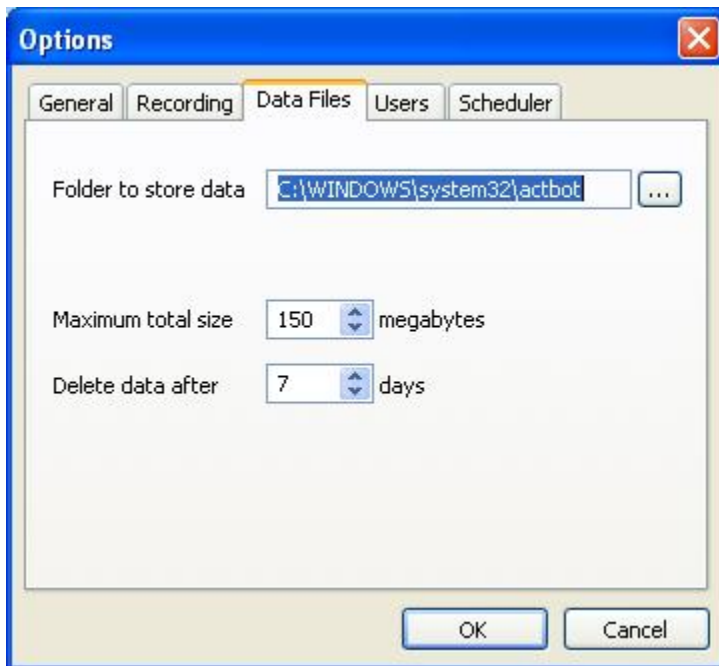 Options
General Recording Data Files Users Scheduler
Folder to store data C:\WINDOWS\system32\actbot ...
Maximum total size 150 megabytes
Delete data after 7 days
OK Cancel